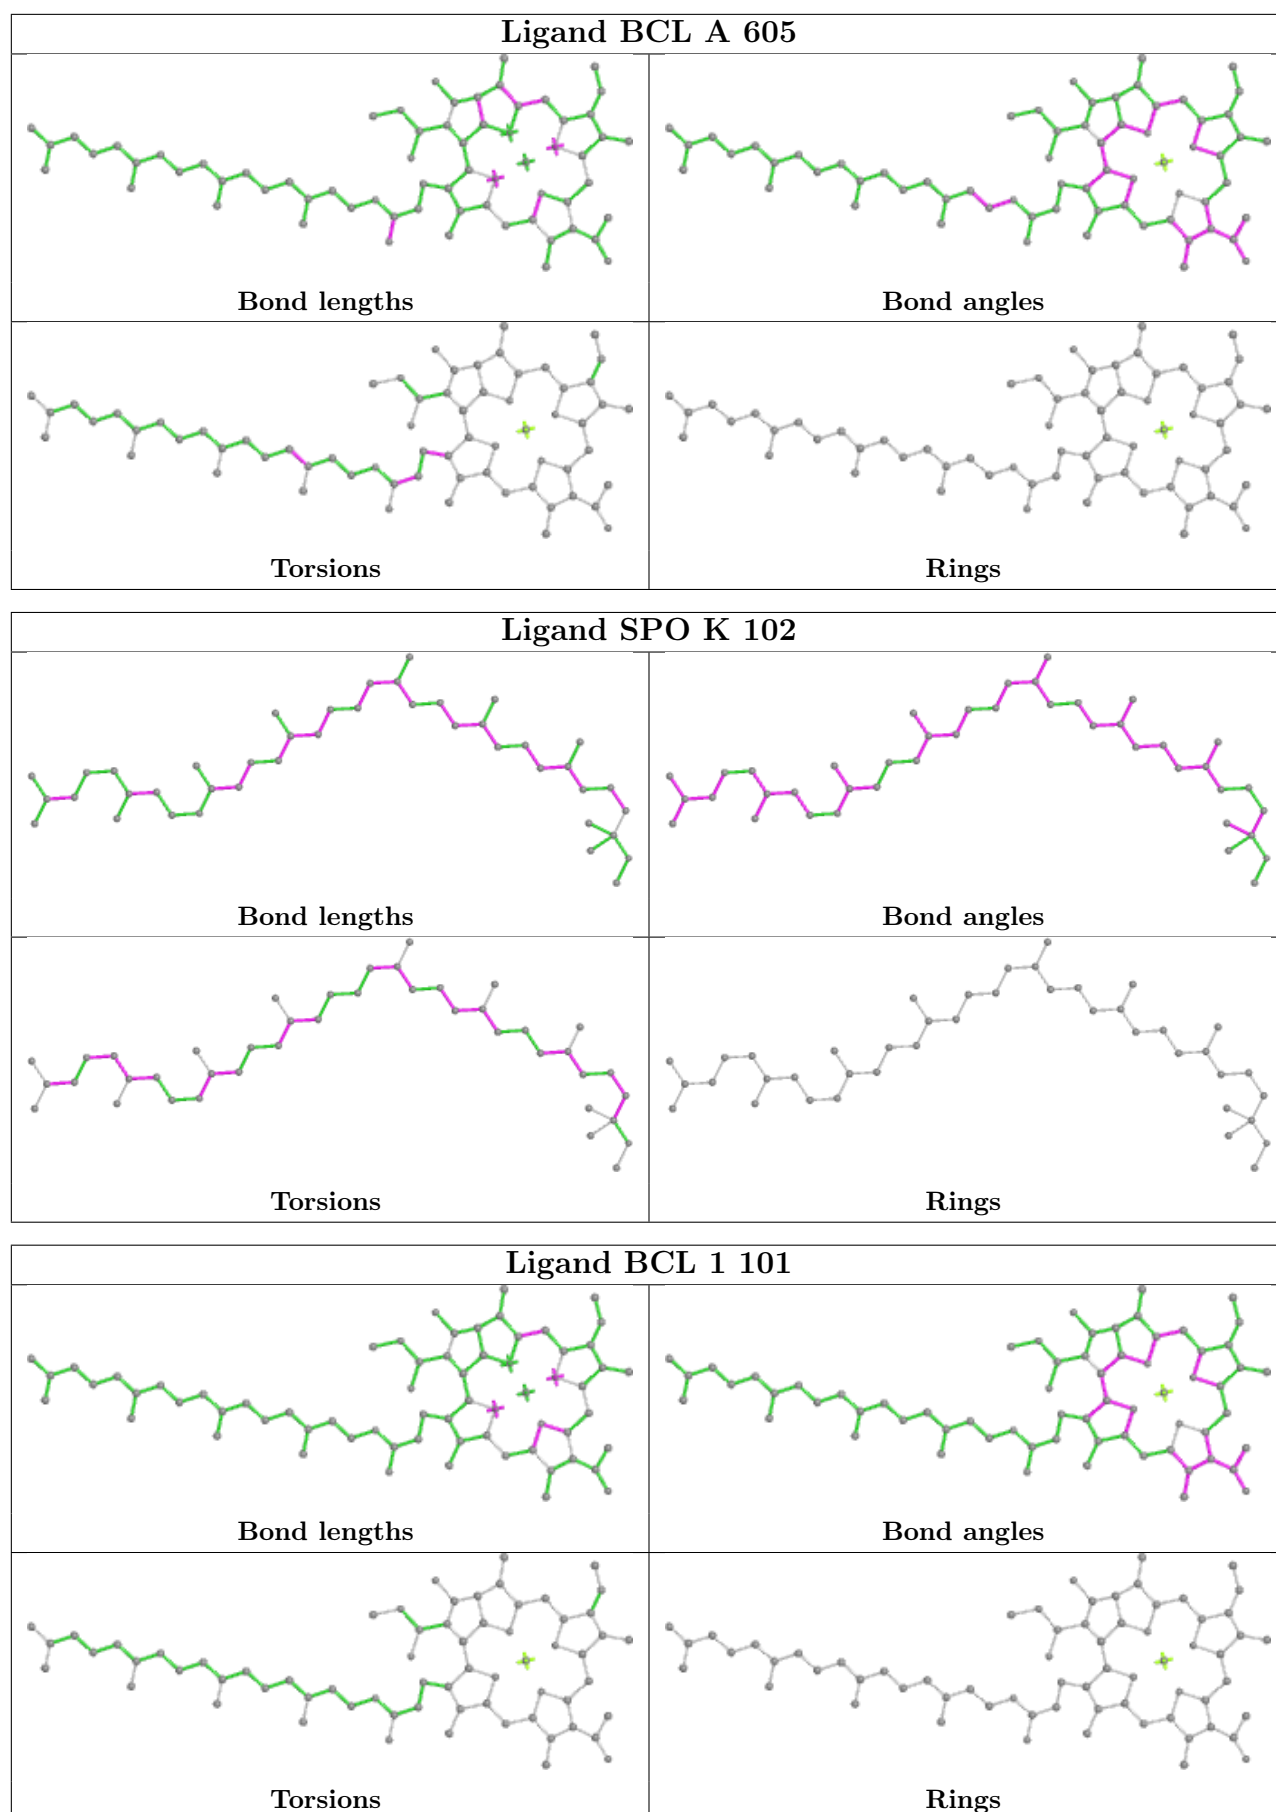 Ligand BCL A 605
Bond lengths
Bond angles
Torsions
Rings
Ligand SPO K 102
Bond lengths
Bond angles
Torsions
Rings
Ligand BCL 1 101
Bond lengths
Bond angles
Torsions
Rings